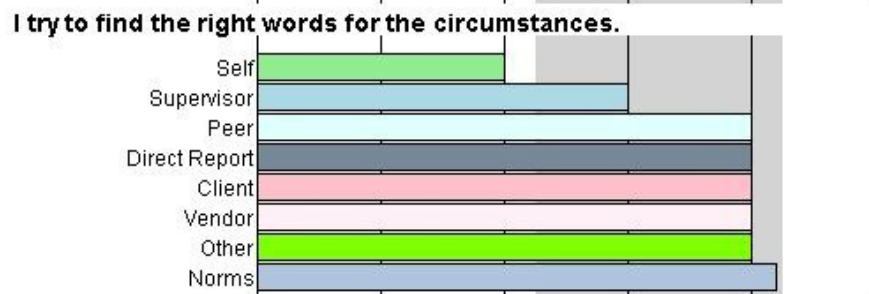 I try to find the right words for the circumstances.
Self
Supervisor
Peer
Direct Report
Client
Vendor
Other
Norms